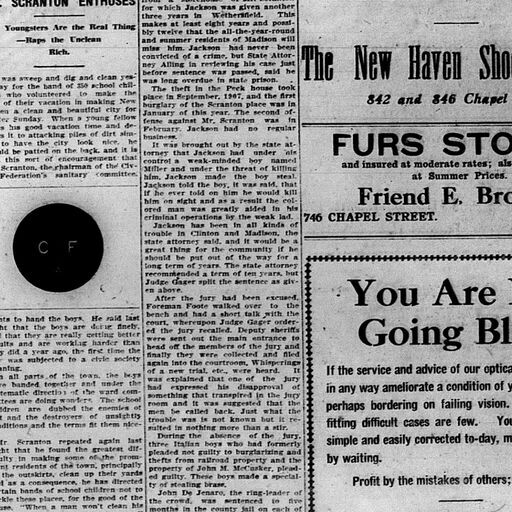 SCRANTON ENTHUSES
Youngsters Are the Real Thing
—Raps the Unclean
Rich.
was sweep and dig and clean yes-
ay for the band of 250 school chil-
who volunteered to make the
of their vacation in making New
en a clean and beautiful city for
er Sunday. When a young fellow
s his good vacation time and de-
s it to attacking piles of dirt sim-
to have the city look nice, he
ld be patted on the back, and it is
this sort of encouragement that
Scranton, the chairman of the Civ-
Federation's sanitary committee,
C F
nts to hand the boys. He said last
ht that the boys are doing finely,
d that they are really getting better
ults and are working harder than
y did a year ago, the first time the
was subjected to a civic society
aning.
n all parts of the town, the boys
ve banded together and under the
tematic directions of the ward com-
ttees are doing wonders. The school
ldren are dubbed the enemies of
t and the destroyers of unsightly
nditions and the terms fit them nice-
Mr. Scranton repeated again last
ht that he found the greatest dif-
ulty in making some of the prom-
ent residents of the town, principally
the outskirts, clean up their yards
d as a consequence, he has directed
rtain bands of school children not to
kle these places, for the good of the
use. "When a man won't clean his
for which Jackson was given another
three years in Wethersfield. This
makes at least eight years and possi-
bly twelve that the all-the-year-round
and summer residents of Madison will
miss him. Jackson had never been
convicted of a crime, but State Attor-
ney Alling in reviewing his case just
before sentence was passed, said he
was long overdue in state prison.
The theft in the Peck house took
place in September, 1907, and the first
burglary of the Scranton place was in
January of this year. The second of-
fense against Mr. Scranton was in
February. Jackson had no regular
business.
It was brought out by the state at-
torney that Jackson had under his
control a weak-minded boy named
Miller and under the threat of killing
him, Jackson made the boy steal.
Jackson told the boy, it was said, that
if he ever told on him he would kill
him on sight and as a result the col-
ored man was greatly aided in his
criminal operations by the weak lad.
Jackson has been in all kinds of
trouble in Clinton and Madison, the
state attorney said, and it would be a
great thing for the community if he
should be put out of the way for a
long term of years. The state attorney
recommended a term of ten years, but
Judge Gager split the sentence as giv-
en above.
After the jury had been excused,
Foreman Foote walked over to the
bench and had a short talk with the
court, whereupon Judge Gager order-
ed the jury recalled. Deputy sheriffs
were sent out the main entrance to
head off the members of the jury and
finally they were collected and filed
again into the courtroom. Whisperings
of a new trial, etc., were heard. It
was explained that one of the jury
had expressed his disapproval of
something that transpired in the jury
room and it was suggested that the
men be called back. Just what the
trouble was is not known but it re-
sulted in nothing more than a stir.
During the absence of the jury,
three Italian boys who had formerly
pleaded not guilty to burglarizing and
thefts from railroad property and the
property of John M. McCusker, plead-
ed guilty. These boys made a special-
ty of stealing brass.
John De Jenaro, the ring-leader of
the crowd, was sentenced to five
months in the county jail on each of
The New Haven Sho
842 and 846 Chapel
FURS STO
and insured at moderate rates; als
at Summer Prices.
Friend E. Bro
746 CHAPEL STREET.
You Are
Going Bl
If the service and advice of our optica
in any way ameliorate a condition of y
perhaps bordering on failing vision.
fitting difficult cases are few. You
simple and easily corrected to-day, m
by waiting.
Profit by the mistakes of others;